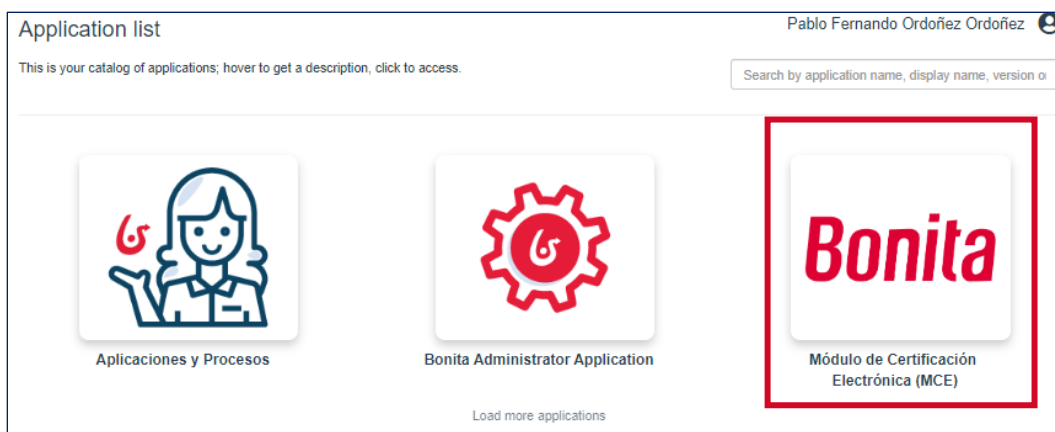 Application list
Pablo Fernando Ordoñez Ordoñez
This is your catalog of applications; hover to get a description, click to access.
Search by application name, display name, version or
Bonita
Aplicaciones y Procesos
Bonita Administrator Application
Módulo de Certificación
Electrónica (MCE)
Load more applications